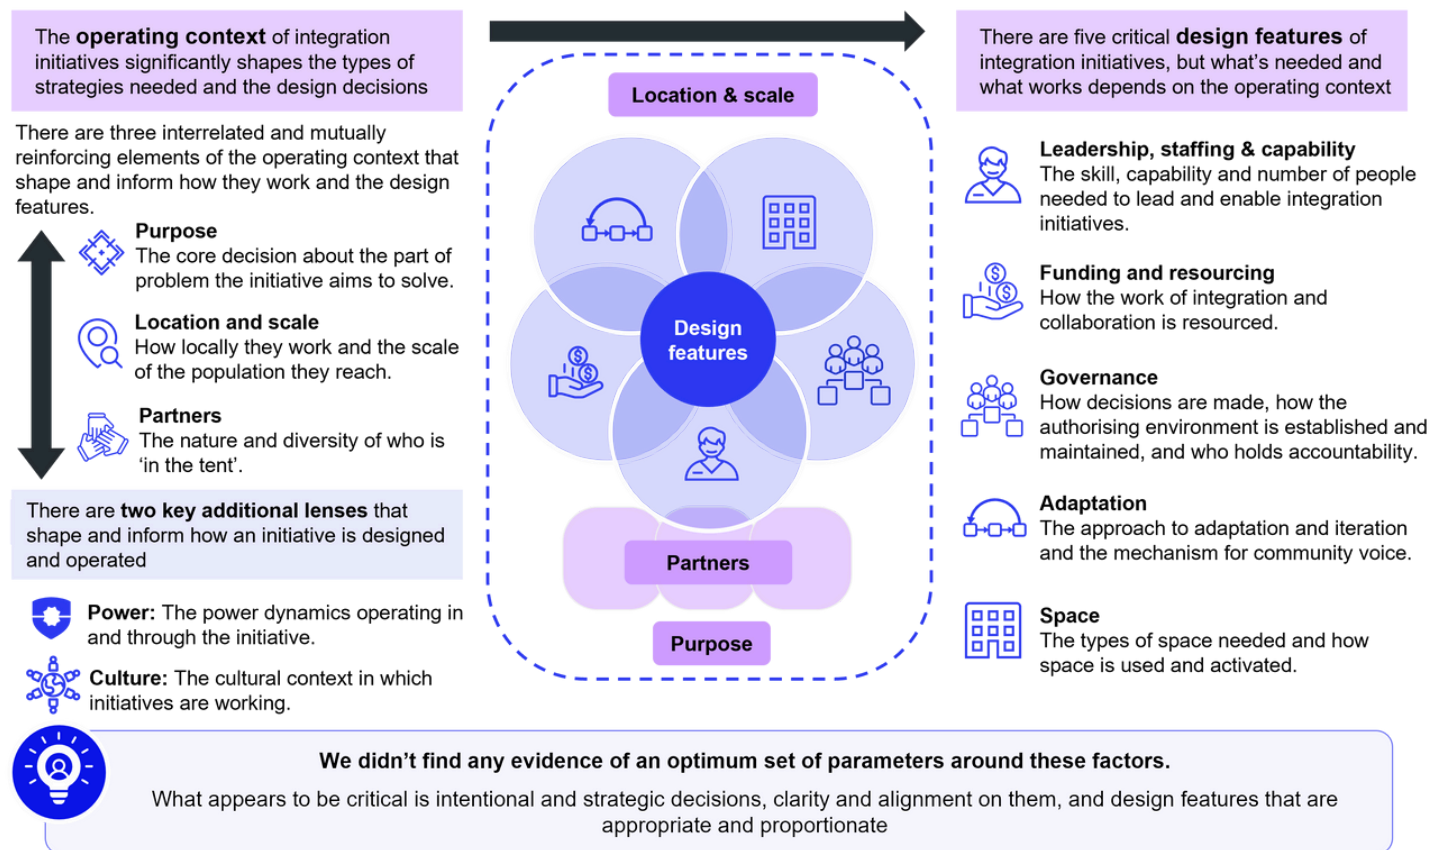 The operating context of integration
initiatives significantly shapes the types of
strategies needed and the design decisions
There are three interrelated and mutually
reinforcing elements of the operating context that
shape and inform how they work and the design
features.
Purpose
The core decision about the part of
problem the initiative aims to solve.
Location and scale
How locally they work and the scale
of the population they reach.
Partners
The nature and diversity of who is
‘in the tent’.
There are two key additional lenses that
shape and inform how an initiative is designed
and operated
Power: The power dynamics operating in
and through the initiative.
Culture: The cultural context in which
initiatives are working.
Location & scale
$
$
Design
features
Partners
Purpose
There are five critical design features of
integration initiatives, but what’s needed and
what works depends on the operating context
Leadership, staffing & capability
The skill, capability and number of people
needed to lead and enable integration
initiatives.
$
$
Funding and resourcing
How the work of integration and
collaboration is resourced.
Governance
How decisions are made, how the
authorising environment is established and
maintained, and who holds accountability.
Adaptation
The approach to adaptation and iteration
and the mechanism for community voice.
Space
The types of space needed and how
space is used and activated.
We didn’t find any evidence of an optimum set of parameters around these factors.
What appears to be critical is intentional and strategic decisions, clarity and alignment on them, and design features that are
appropriate and proportionate